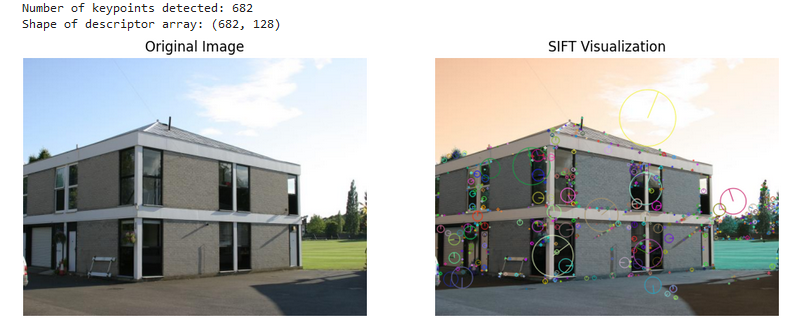 Number of keypoints detected: 682
Shape of descriptor array: (682, 128)
Original Image
SIFT Visualization